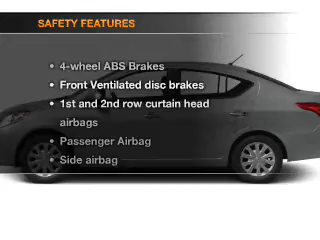 SAFETY FEATURES
• 4-wheel ABS Brakes
• Front Ventilated disc brakes
• 1st and 2nd row curtain head
airbags
• Passenger Airbag
• Side airbag